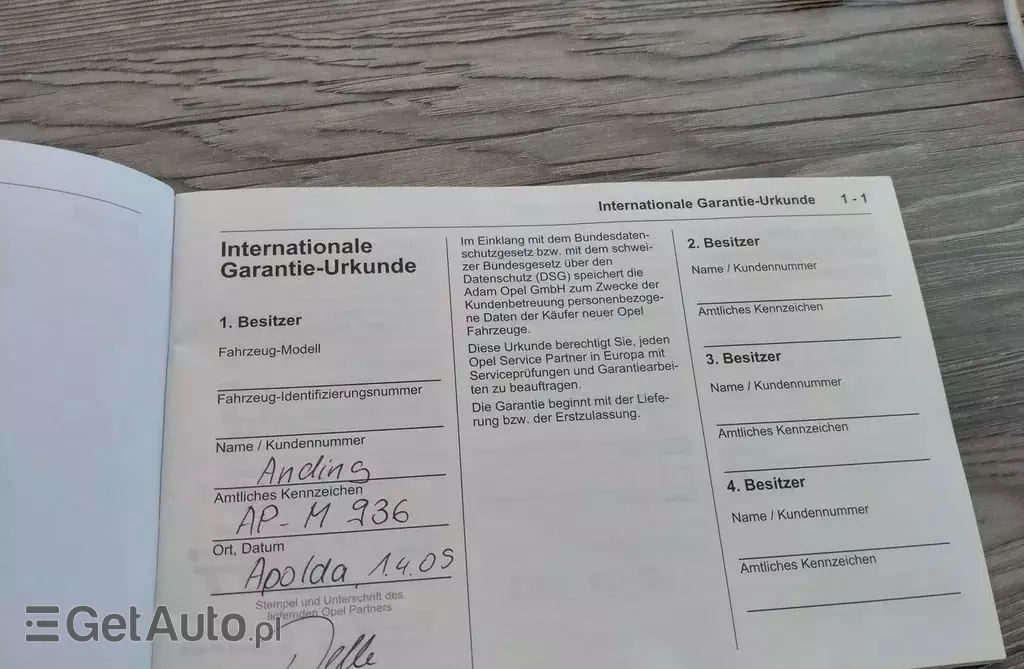 Internationale Garantie-Urkunde 1 - 1
Internationale
Garantie-Urkunde
1. Besitzer
Fahrzeug-Modell
Fahrzeug-Identifizierungsnummer
Name / Kundennummer
Anding
Amtliches Kennzeichen
AP-M 936
Ort, Datum
Apolda, 1.4.09
Stempel und Unterschrift des
liefernden Opel Partners
Im Einklang mit dem Bundesdaten-
schutzgesetz bzw. mit dem schwei-
zer Bundesgesetz über den
Datenschutz (DSG) speichert die
Adam Opel GmbH zum Zwecke der
Kundenbetreuung personenbezoge-
ne Daten der Käufer neuer Opel
Fahrzeuge.
Diese Urkunde berechtigt Sie, jeden
Opel Service Partner in Europa mit
Serviceprüfungen und Garantiearbei-
ten zu beauftragen.
Die Garantie beginnt mit der Liefe-
rung bzw. der Erstzulassung.
2. Besitzer
Name / Kundennummer
Amtliches Kennzeichen
3. Besitzer
Name / Kundennummer
Amtliches Kennzeichen
4. Besitzer
Name / Kundennummer
Amtliches Kennzeichen
GetAuto.pl